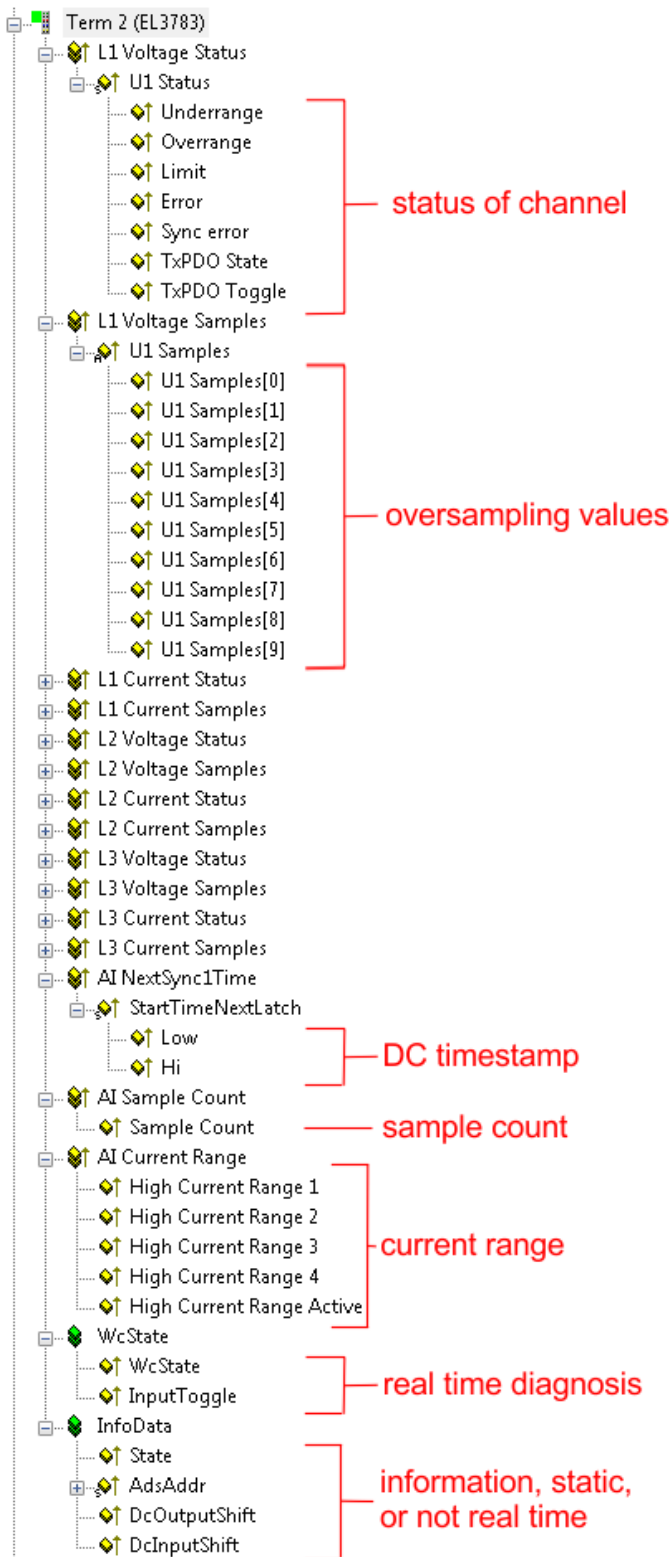 Term 2 (EL3783)
L1 Voltage Status
U1 Status
Underrange
Overrange
Limit
Error
Sync error
TxPDO State
TxPDO Toggle
status of channel
L1 Voltage Samples
U1 Samples
U1 Samples[0]
U1 Samples[1]
U1 Samples[2]
U1 Samples[3]
U1 Samples[4]
U1 Samples[5]
U1 Samples[6]
U1 Samples[7]
U1 Samples[8]
U1 Samples[9]
oversampling values
L1 Current Status
L1 Current Samples
L2 Voltage Status
L2 Voltage Samples
L2 Current Status
L2 Current Samples
L3 Voltage Status
L3 Voltage Samples
L3 Current Status
L3 Current Samples
AI NextSync1Time
StartTimeNextLatch
Low
Hi
DC timestamp
AI Sample Count
Sample Count
sample count
AI Current Range
High Current Range 1
High Current Range 2
High Current Range 3
High Current Range 4
High Current Range Active
current range
WcState
WcState
InputToggle
real time diagnosis
InfoData
State
AdsAddr
DcOutputShift
DcInputShift
information, static,
or not real time